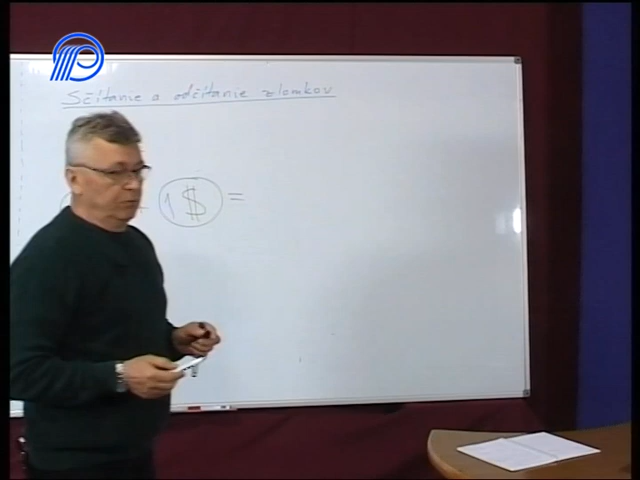 Sčítanie a odčítanie zlomkov
+ 1 $ =